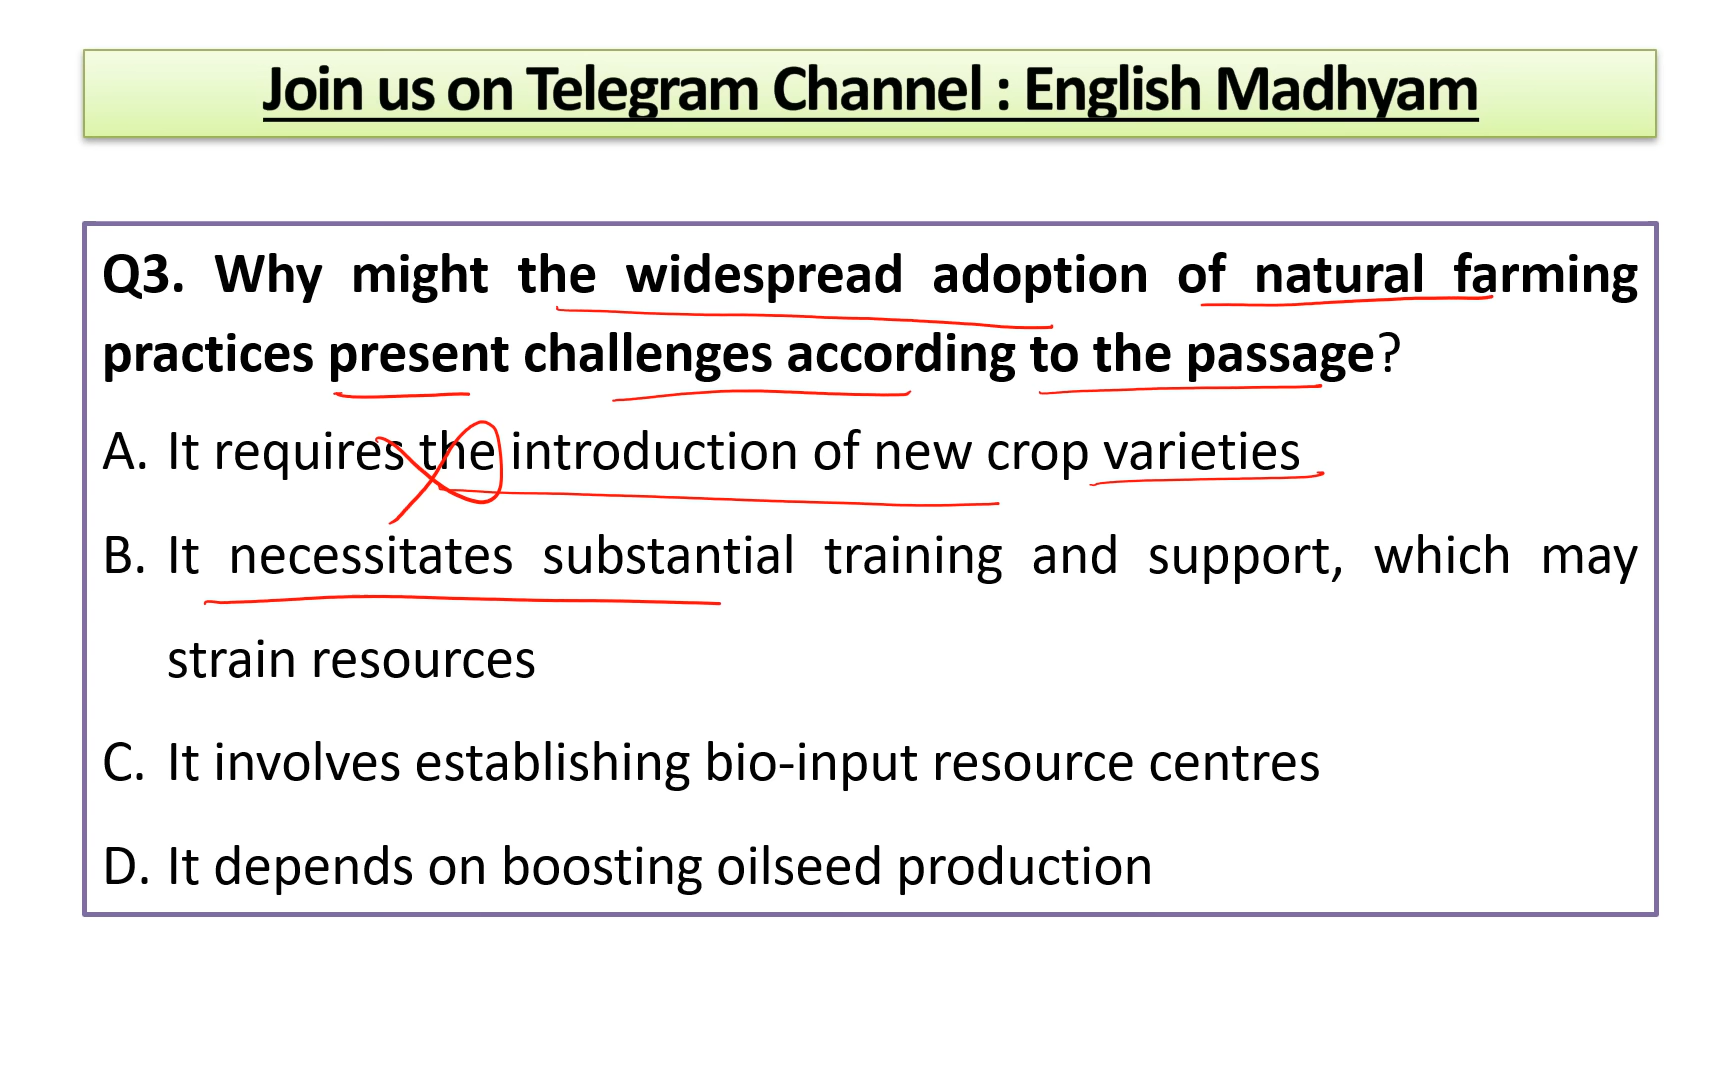 Join us on Telegram Channel : English Madhyam
Q3. Why might the widespread adoption of natural farming
practices present challenges according to the passage?
A. It requires the introduction of new crop varieties
B. It necessitates substantial training and support, which may
strain resources
C. It involves establishing bio-input resource centres
D. It depends on boosting oilseed production